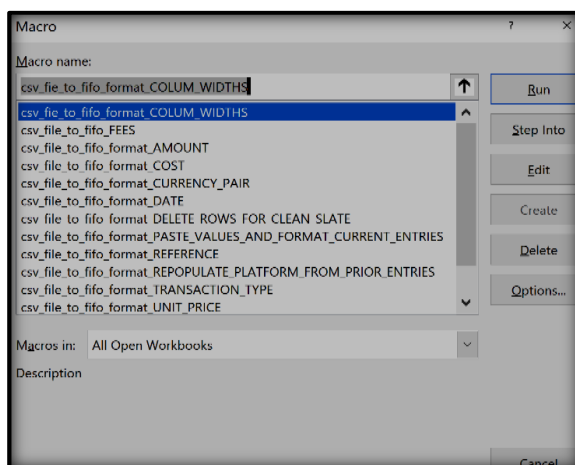 Macro ? ×
Macro name:
csv_fie_to_fifo_format_COLUM_WIDTHS
Run
csv_fie_to_fifo_format_COLUM_WIDTHS
csv_file_to_fifo_FEES
Step Into
csv_file_to_fifo_format_AMOUNT
csv_file_to_fifo_format_COST
Edit
csv_file_to_fifo_format_CURRENCY_PAIR
csv_file_to_fifo_format_DATE
Create
csv_file_to_fifo_format_DELETE_ROWS_FOR_CLEAN_SLATE
csv_file_to_fifo_format_PASTE_VALUES_AND_FORMAT_CURRENT_ENTRIES
csv_file_to_fifo_format_REFERENCE
Delete
csv_file_to_fifo_format_REPOPULATE_PLATFORM_FROM_PRIOR_ENTRIES
csv_file_to_fifo_format_TRANSACTION_TYPE
Options...
csv_file_to_fifo_format_UNIT_PRICE
Macros in: All Open Workbooks
Description
Cancel